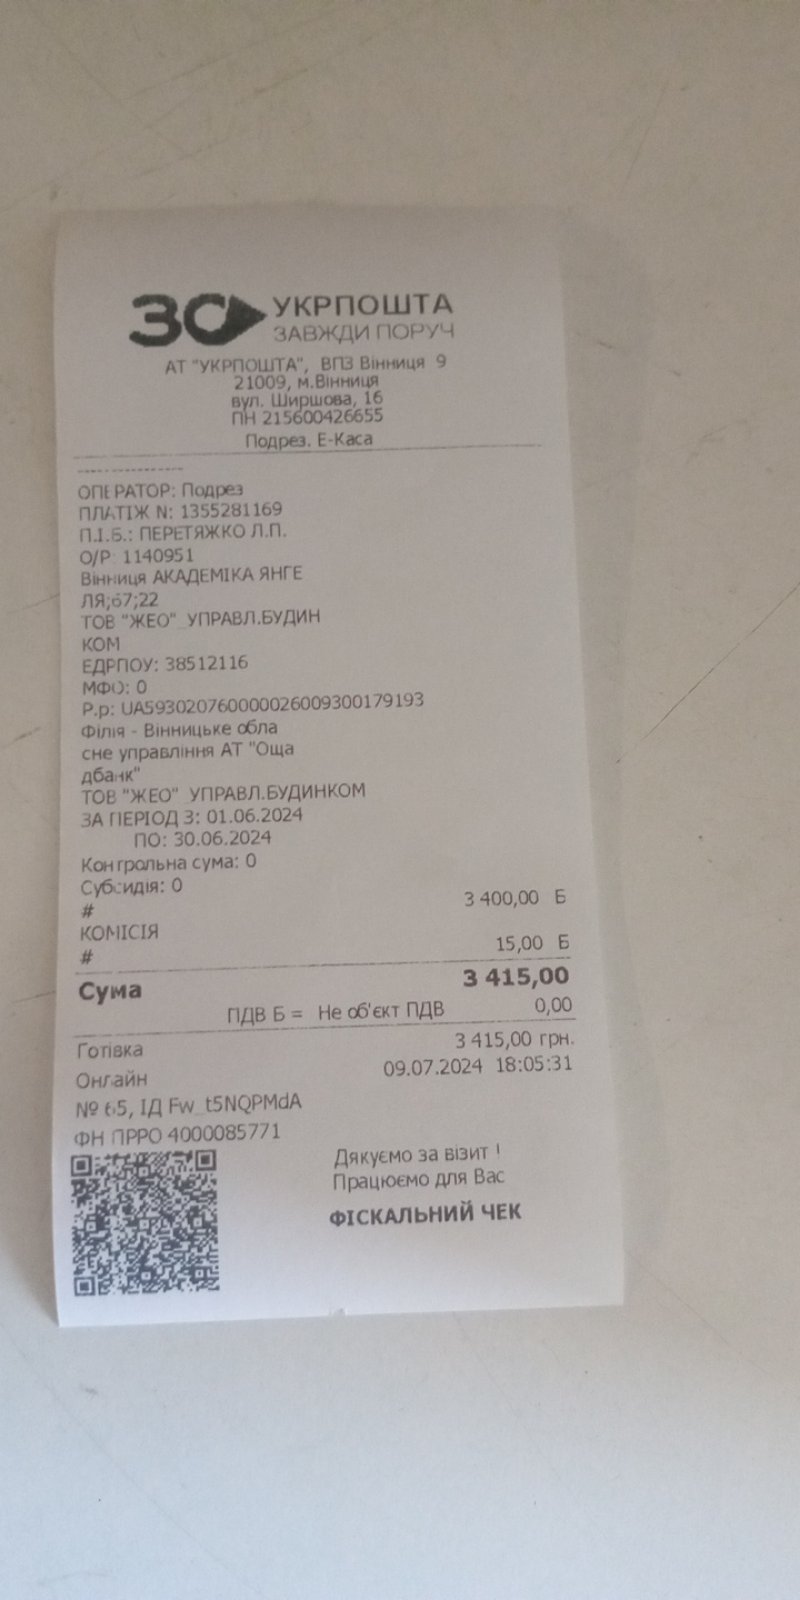 ЗО УКРПОШТА
ЗАВЖДИ ПОРУЧ
АТ "УКРПОШТА", ВПЗ Вінниця 9
21009, м.Вінниця
вул. Ширшова, 16
ПН 215600426655
Подрез. Е-Каса
---------------
ОПЕРАТОР: Подрез
ПЛАТІЖ N: 1355281169
П.І.Б.: ПЕРЕТЯЖКО Л.П.
О/Р: 1140951
Вінниця АКАДЕМІКА ЯНГЕ
ЛЯ;67;22
ТОВ "ЖЕО"_УПРАВЛ.БУДИН
КОМ
ЕДРПОУ: 38512116
МФО: 0
Р.р: UA593020760000026009300179193
Філія - Вінницьке обла
сне управління АТ "Оща
дбанк"
ТОВ "ЖЕО"_УПРАВЛ.БУДИНКОМ
ЗА ПЕРІОД З: 01.06.2024
ПО: 30.06.2024
Контрольна сума: 0
Субсидія: 0
# 3 400,00 Б
КОМІСІЯ
# 15,00 Б
Сума 3 415,00
ПДВ Б = Не об'єкт ПДВ 0,00
Готівка 3 415,00 грн.
Онлайн 09.07.2024 18:05:31
№ 65, ІД Fw_t5NQPMdA
ФН ПРРО 4000085771
Дякуємо за візит !
Працюємо для Вас
ФІСКАЛЬНИЙ ЧЕК